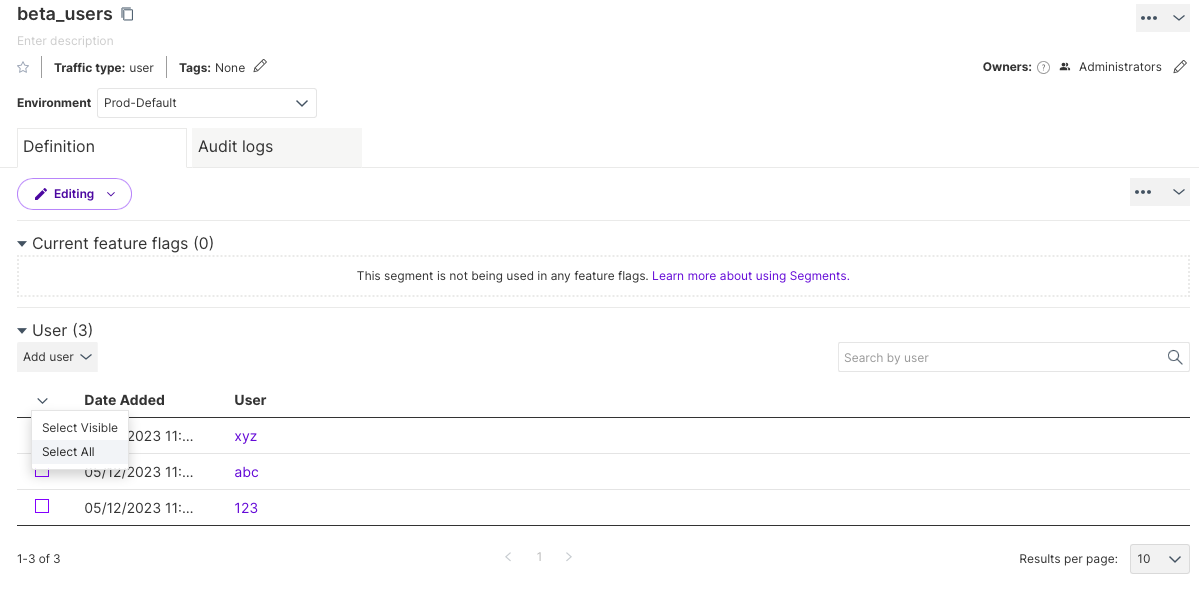 beta_users
Enter description
Traffic type: user Tags: None
Owners: ? Administrators
Environment Prod-Default
Definition Audit logs
Editing
Current feature flags (0)
This segment is not being used in any feature flags. Learn more about using Segments.
User (3)
Add user
Search by user
Date Added User
Select Visible
2023 11:... xyz
Select All
05/12/2023 11:... abc
05/12/2023 11:... 123
1-3 of 3 1 Results per page: 10